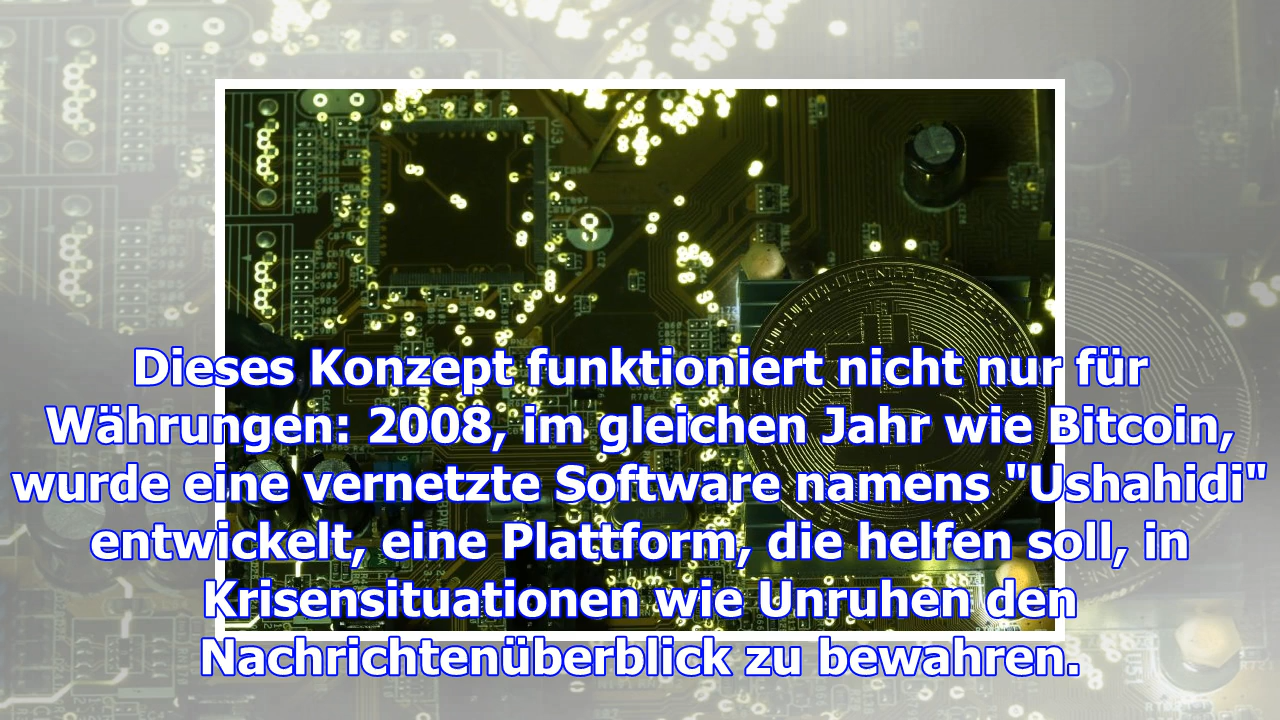 Dieses Konzept funktioniert nicht nur für
Währungen: 2008, im gleichen Jahr wie Bitcoin,
wurde eine vernetzte Software namens "Ushahidi"
entwickelt, eine Plattform, die helfen soll, in
Krisensituationen wie Unruhen den
Nachrichtenüberblick zu bewahren.